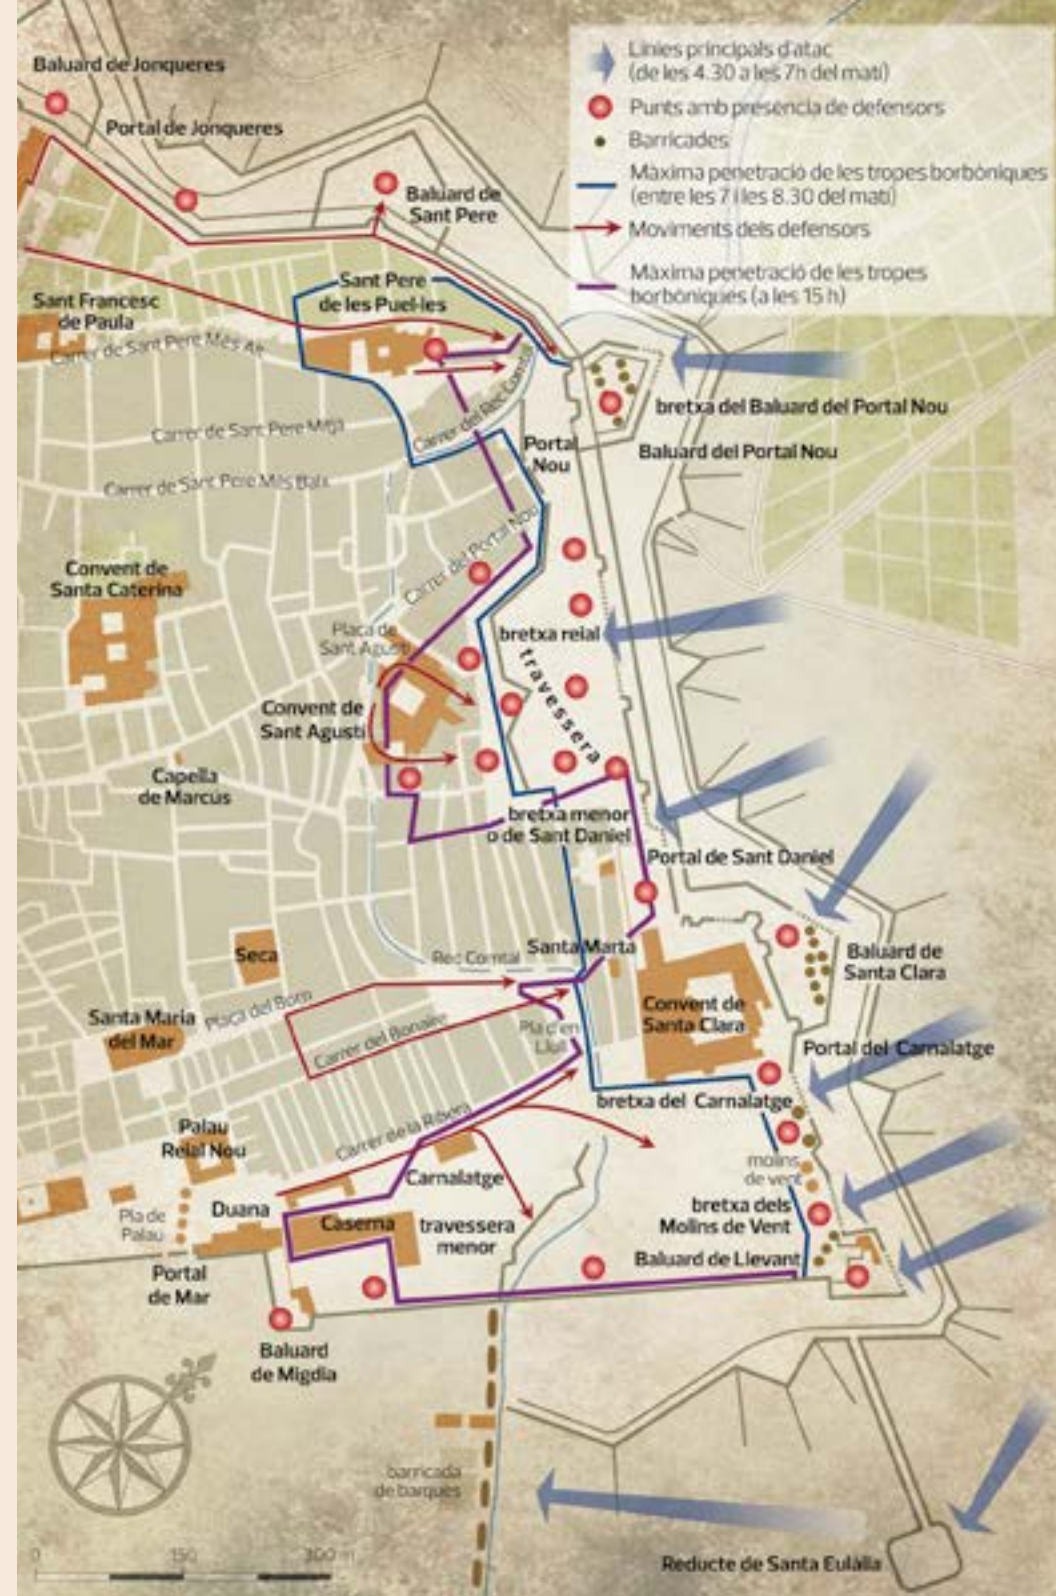 Línies principals d'atac
(de les 4.30 a les 7h del matí)
Punts amb presència de defensors
Barricades
Màxima penetració de les tropes borbòniques
(entre les 7 i les 8.30 del matí)
Moviments dels defensors
Màxima penetració de les tropes
borbòniques (a les 15 h)
Baluard de Jonqueres
Portal de Jonqueres
Baluard de
Sant Pere
Sant Pere
de les Puel·les
Sant Francesc
de Paula
Carrer de Sant Pere Més Alt
Carrer de Sant Pere Mitjà
Carrer de Sant Pere Més Baix
Carrer del Rec Comtal
Portal
Nou
bretxa del Baluard del Portal Nou
Baluard del Portal Nou
Carrer del Portal Nou
Convent de
Santa Caterina
Plaça de
Sant Agustí
bretxa reial
travessera
Convent de
Sant Agustí
Capella
de Marcús
bretxa menor
o de Sant Daniel
Portal de Sant Daniel
Seca
Rec Comtal
Santa Marta
Baluard de
Santa Clara
Santa Maria
del Mar
Plaça del Born
Carrer del Bonaire
Pla d'en
Llull
Convent de
Santa Clara
Portal del Carnalatge
bretxa del Carnalatge
Palau
Reial Nou
Carrer de la Ribera
Carnalatge
molins
de vent
Pla de
Palau
Duana
Caserna
travessera
menor
bretxa dels
Molins de Vent
Baluard de Llevant
Portal
de Mar
Baluard
de Migdia
barricada
de barques
0 150 300 m
Reducte de Santa Eulàlia